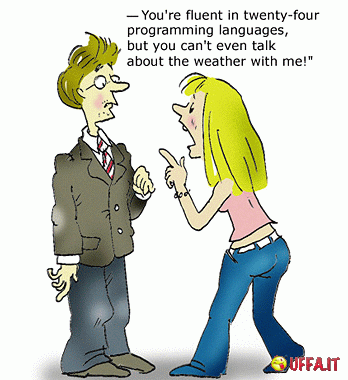 — You're fluent in twenty-four
programming languages,
but you can't even talk
about the weather with me!"
UFFA.IT